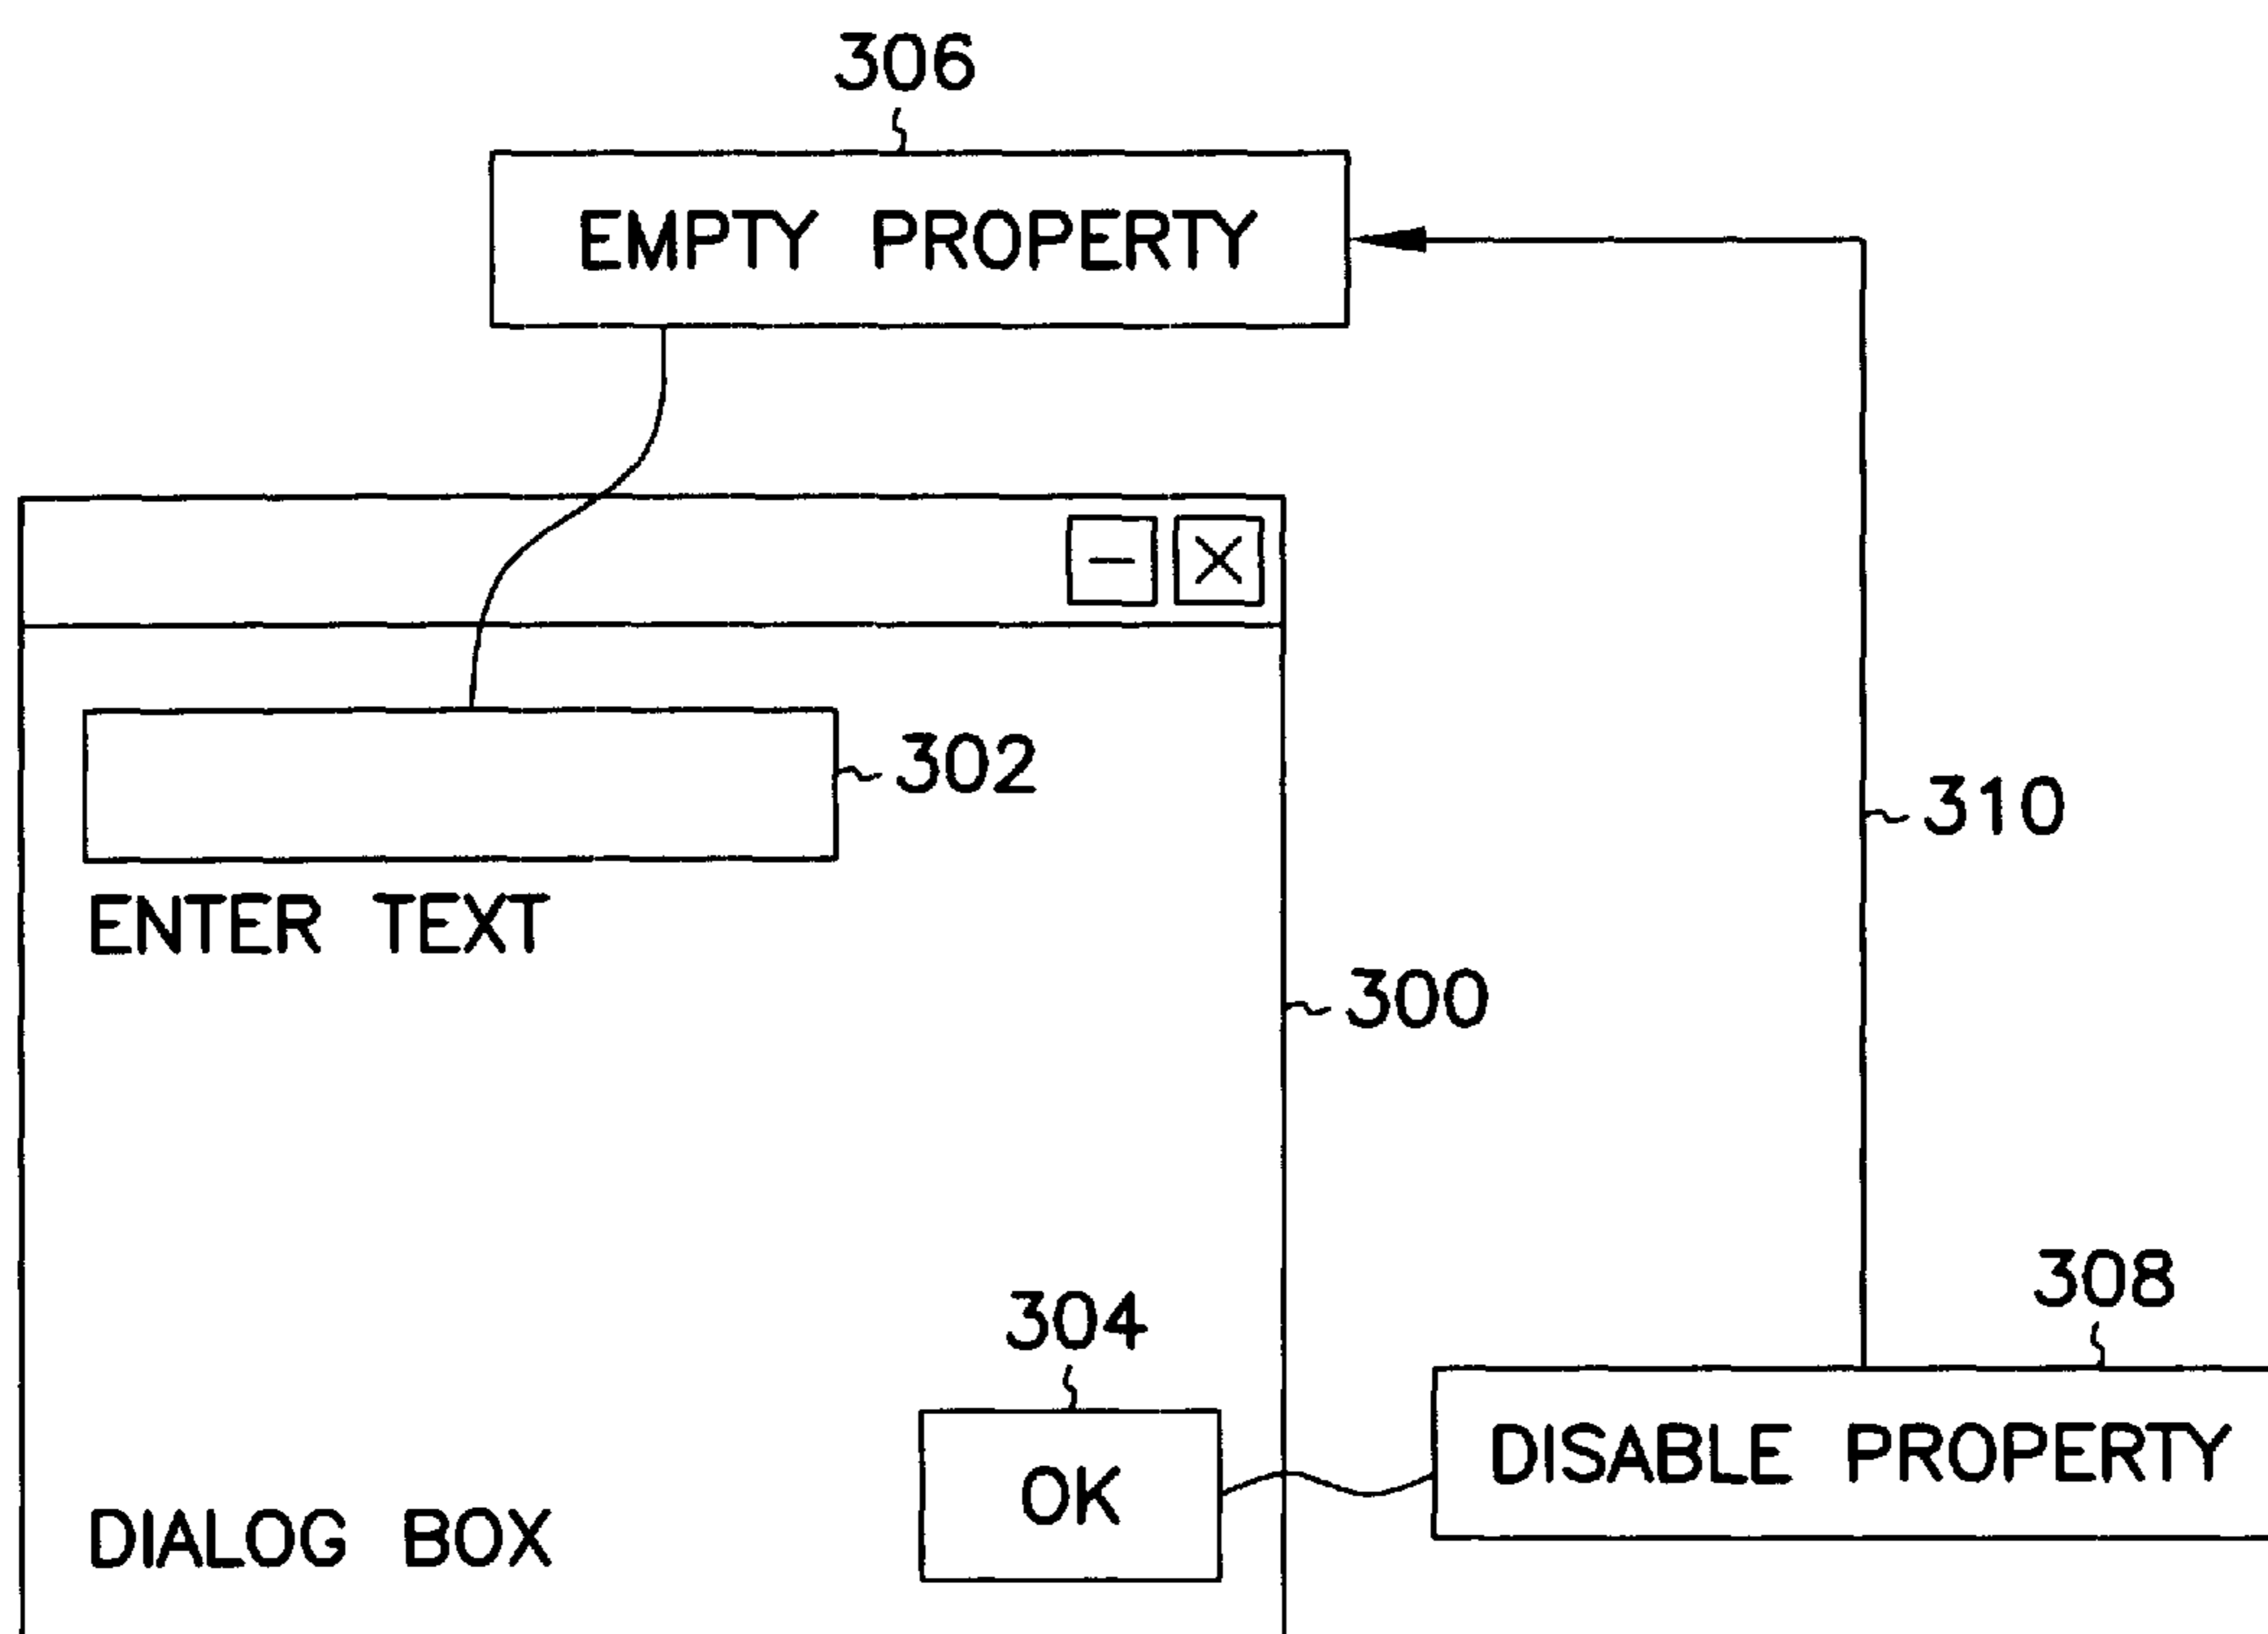 306
EMPTY PROPERTY
302
ENTER TEXT
310
300
308
304
DISABLE PROPERTY
OK
DIALOG BOX